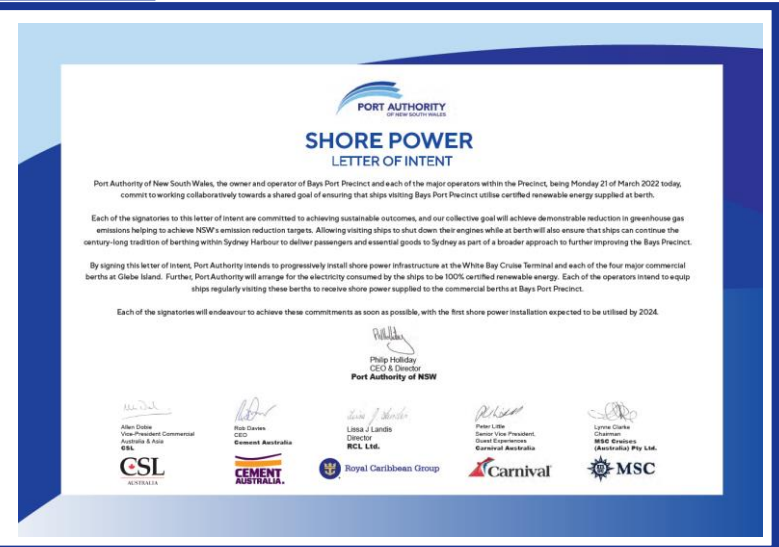 PORT AUTHORITY
OF NEW SOUTH WALES
SHORE POWER
LETTER OF INTENT
Port Authority of New South Wales, the owner and operator of Bays Port Precinct and each of the major operators within the Precinct, being Monday 21 of March 2022 today,
commit to working collaboratively towards a shared goal of ensuring that ships visiting Bays Port Precinct utilise certified renewable energy supplied at berth.
Each of the signatories to this letter of intent are committed to achieving sustainable outcomes, and our collective goal will achieve demonstrable reduction in greenhouse gas
emissions helping to achieve NSW's emission reduction targets. Allowing visiting ships to shut down their engines while at berth will also ensure that ships can continue the
century-long tradition of berthing within Sydney Harbour to deliver passengers and essential goods to Sydney as part of a broader approach to further improving the Bays Precinct.
By signing this letter of intent, Port Authority intends to progressively install shore power infrastructure at the White Bay Cruise Terminal and each of the four major commercial
berths at Glebe Island. Further, Port Authority will arrange for the electricity consumed by the ships to be 100% certified renewable energy. Each of the operators intend to equip
ships regularly visiting these berths to receive shore power supplied to the commercial berths at Bays Port Precinct.
Each of the signatories will endeavour to achieve these commitments as soon as possible, with the first shore power installation expected to be utilised by 2024.
Philip Holliday
CEO & Director
Port Authority of NSW
Allen Dobie
Vice-President Commercial
Australia & Asia
CSL
CSL
AUSTRALIA
Rob Davies
CEO
Cement Australia
CEMENT
AUSTRALIA.
Lissa J Landis
Director
RCL Ltd.
Royal Caribbean Group
Peter Little
Senior Vice President,
Guest Experiences
Carnival Australia
Carnival
Lynne Clarke
Chairman
MSC Cruises
(Australia) Pty Ltd.
MSC